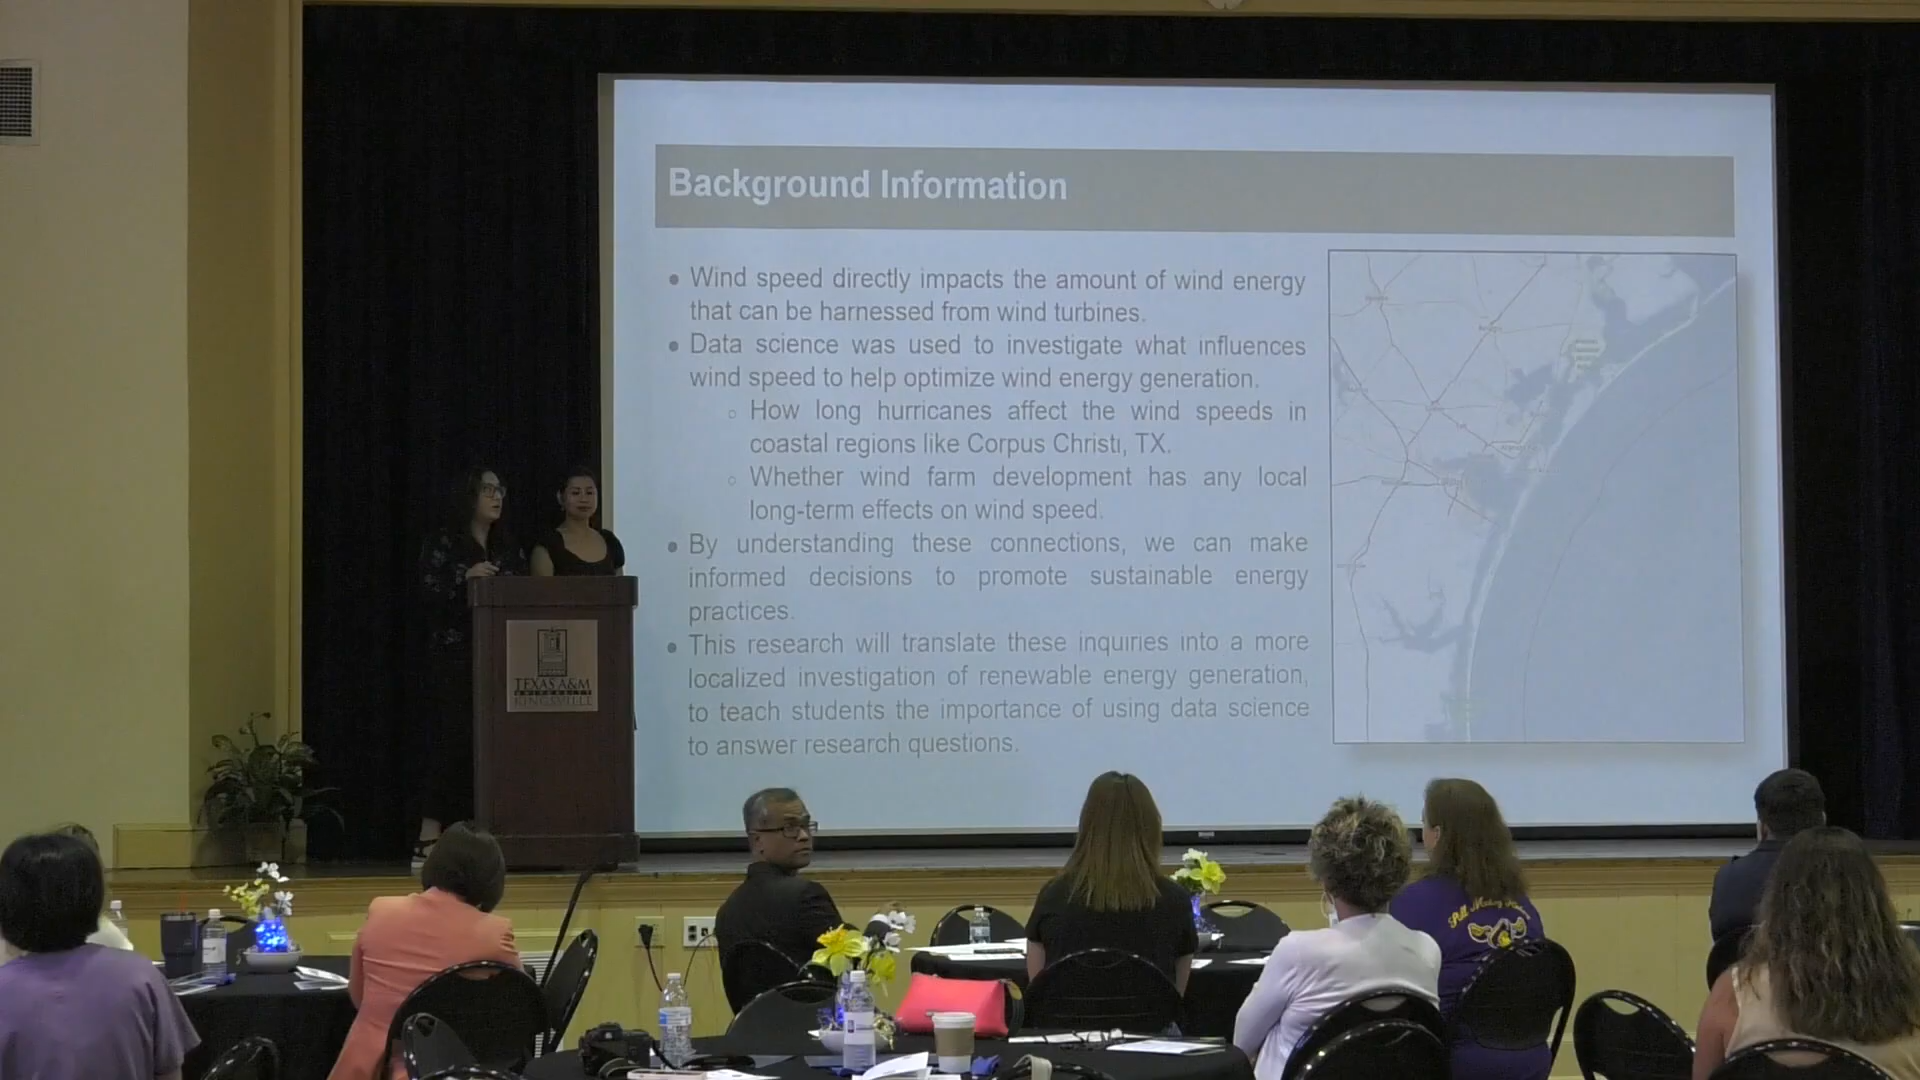 Background Information
● Wind speed directly impacts the amount of wind energy
that can be harnessed from wind turbines.
● Data science was used to investigate what influences
wind speed to help optimize wind energy generation.
○ How long hurricanes affect the wind speeds in
coastal regions like Corpus Christi, TX.
○ Whether wind farm development has any local
long-term effects on wind speed.
● By understanding these connections, we can make
informed decisions to promote sustainable energy
practices.
● This research will translate these inquiries into a more
localized investigation of renewable energy generation,
to teach students the importance of using data science
to answer research questions.
TEXAS A&M
UNIVERSITY
KINGSVILLE